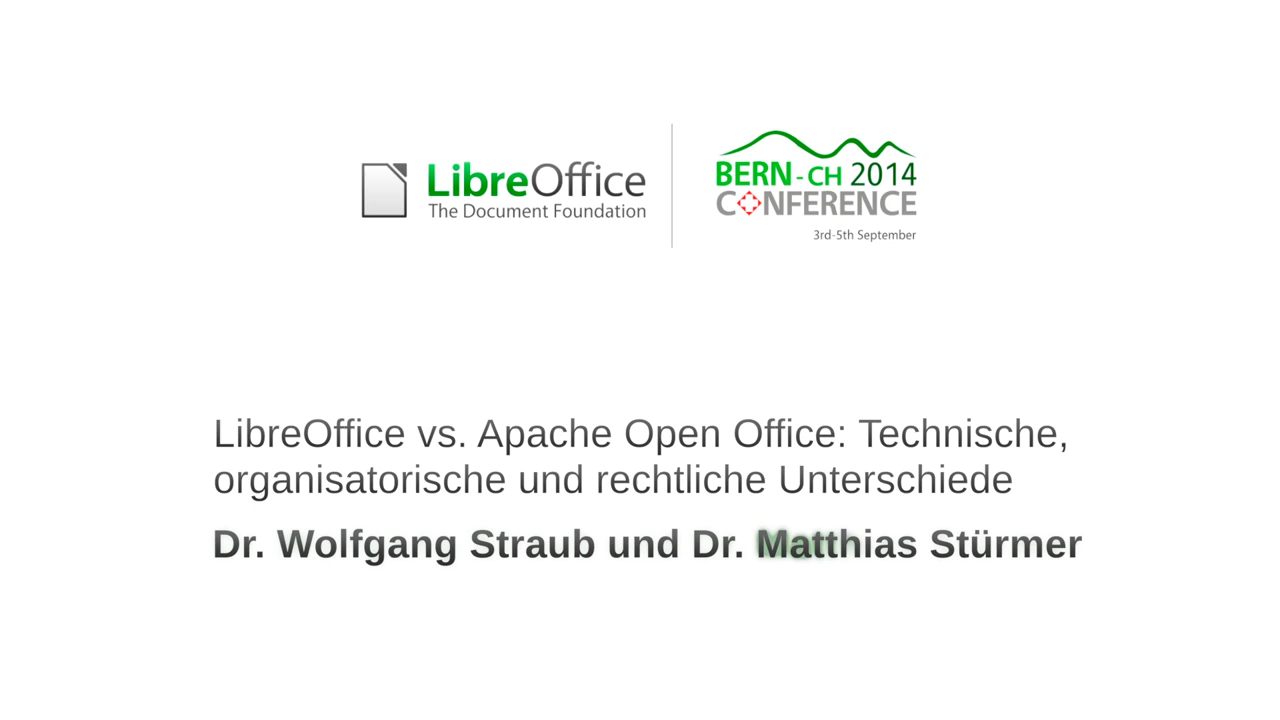 LibreOffice
The Document Foundation
BERN - CH 2014
CONFERENCE
3rd-5th September
LibreOffice vs. Apache Open Office: Technische,
organisatorische und rechtliche Unterschiede
Dr. Wolfgang Straub und Dr. Matthias Stürmer